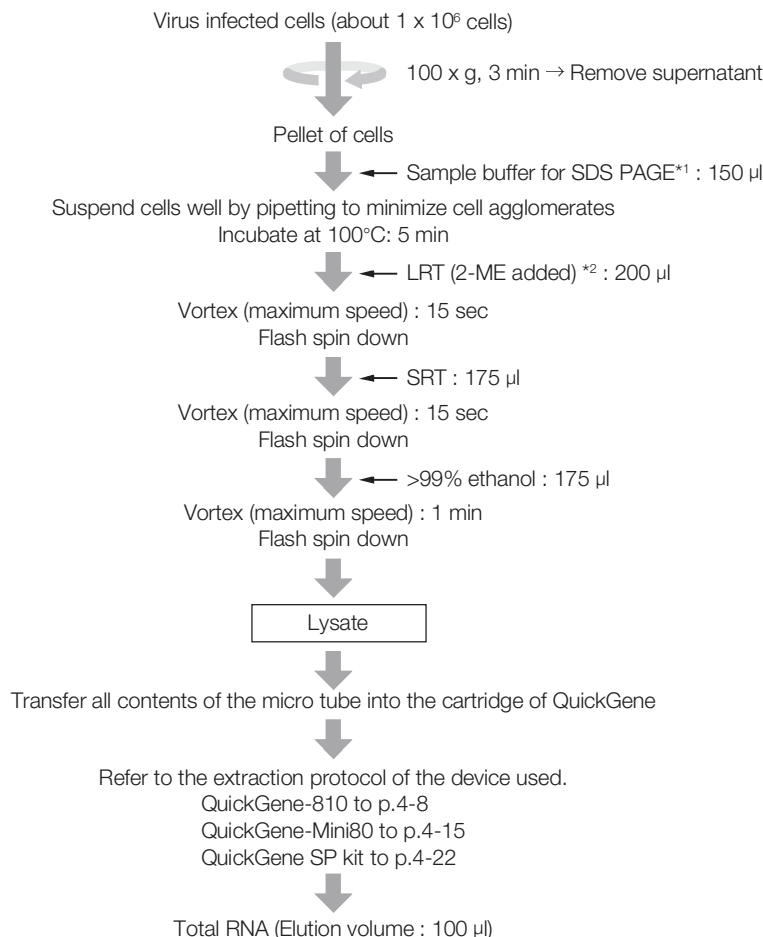 Virus infected cells (about 1 x 10⁶ cells)
100 x g, 3 min → Remove supernatant
Pellet of cells
Sample buffer for SDS PAGE*1 : 150 µl
Suspend cells well by pipetting to minimize cell agglomerates
Incubate at 100°C: 5 min
LRT (2-ME added) *2 : 200 µl
Vortex (maximum speed) : 15 sec
Flash spin down
SRT : 175 µl
Vortex (maximum speed) : 15 sec
Flash spin down
>99% ethanol : 175 µl
Vortex (maximum speed) : 1 min
Flash spin down
Lysate
Transfer all contents of the micro tube into the cartridge of QuickGene
Refer to the extraction protocol of the device used.
QuickGene-810 to p.4-8
QuickGene-Mini80 to p.4-15
QuickGene SP kit to p.4-22
Total RNA (Elution volume : 100 µl)